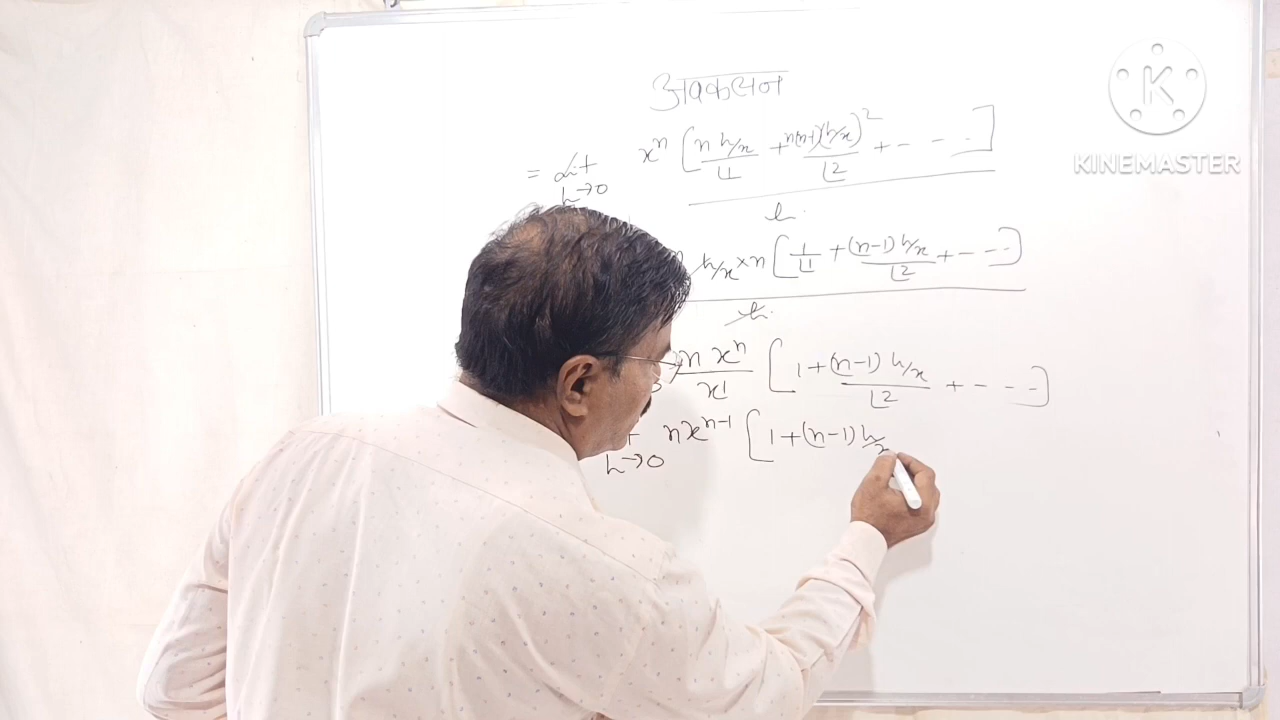 अवकलन
= Lt h→0 x^n [n h/x / ⌊1 + n(n-1)(h/x)^2 / ⌊2 + - - -] / h
h/x × n [1/⌊1 + (n-1) h/x / ⌊2 + - - -] / h
n x^n / x^1 [1 + (n-1) h/x / ⌊2 + - - -]
h→0 n x^{n-1} [1 + (n-1) h/x
K
KINEMASTER